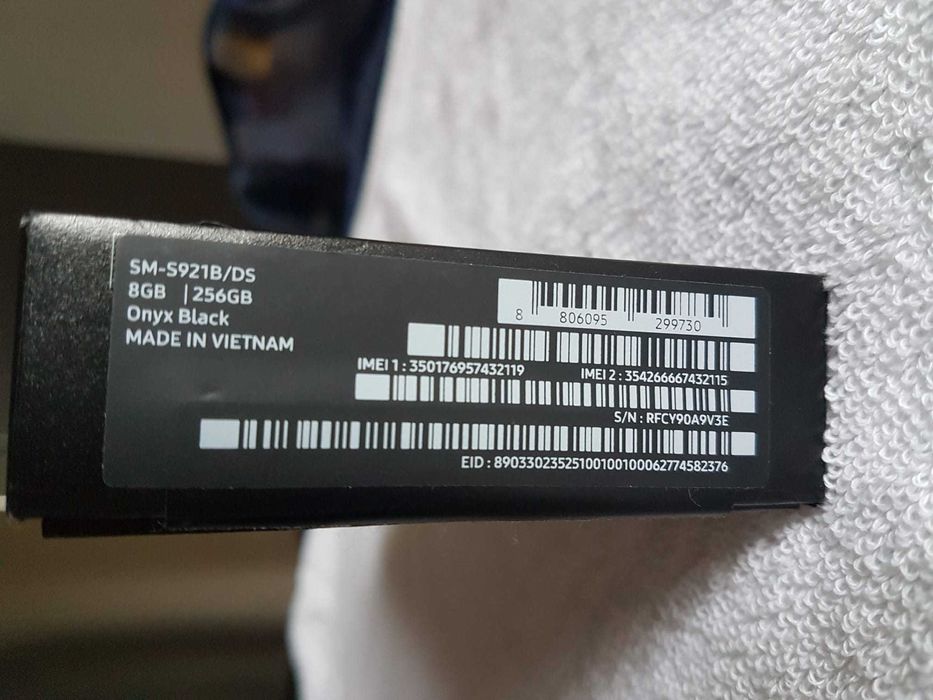 SM-S921B/DS
8GB | 256GB
Onyx Black
MADE IN VIETNAM
8 806095 299730
IMEI 1 : 350176957432119
IMEI 2 : 354266667432115
S/N : RFCY90A9V3E
EID : 89033023525100100100062774582376